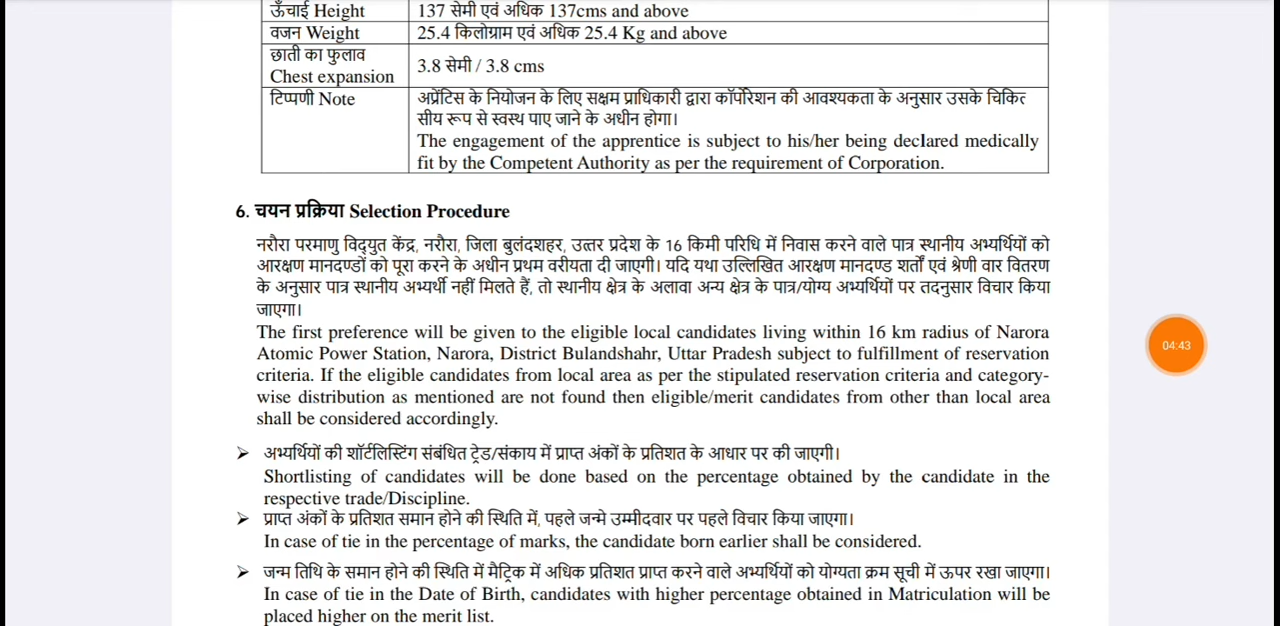 ऊँचाई Height 137 सेमी एवं अधिक 137cms and above
वजन Weight 25.4 किलोग्राम एवं अधिक 25.4 Kg and above
छाती का फुलाव
Chest expansion 3.8 सेमी / 3.8 cms
टिप्पणी Note अप्रेंटिस के नियोजन के लिए सक्षम प्राधिकारी द्वारा कॉर्पोरेशन की आवश्यकता के अनुसार उसके चिकित
सीय रूप से स्वस्थ पाए जाने के अधीन होगा।
The engagement of the apprentice is subject to his/her being declared medically
fit by the Competent Authority as per the requirement of Corporation.
6. चयन प्रक्रिया Selection Procedure
नरौरा परमाणु विद्युत केंद्र, नरौरा, जिला बुलंदशहर, उत्तर प्रदेश के 16 किमी परिधि में निवास करने वाले पात्र स्थानीय अभ्यर्थियों को
आरक्षण मानदण्डों को पूरा करने के अधीन प्रथम वरीयता दी जाएगी। यदि यथा उल्लिखित आरक्षण मानदण्ड शर्तों एवं श्रेणी वार वितरण
के अनुसार पात्र स्थानीय अभ्यर्थी नहीं मिलते हैं, तो स्थानीय क्षेत्र के अलावा अन्य क्षेत्र के पात्र/योग्य अभ्यर्थियों पर तदनुसार विचार किया
जाएगा।
The first preference will be given to the eligible local candidates living within 16 km radius of Narora
Atomic Power Station, Narora, District Bulandshahr, Uttar Pradesh subject to fulfillment of reservation
criteria. If the eligible candidates from local area as per the stipulated reservation criteria and category-
wise distribution as mentioned are not found then eligible/merit candidates from other than local area
shall be considered accordingly.
➤ अभ्यर्थियों की शॉर्टलिस्टिंग संबंधित ट्रेड/संकाय में प्राप्त अंकों के प्रतिशत के आधार पर की जाएगी।
Shortlisting of candidates will be done based on the percentage obtained by the candidate in the
respective trade/Discipline.
➤ प्राप्त अंकों के प्रतिशत समान होने की स्थिति में, पहले जन्मे उम्मीदवार पर पहले विचार किया जाएगा।
In case of tie in the percentage of marks, the candidate born earlier shall be considered.
➤ जन्म तिथि के समान होने की स्थिति में मैट्रिक में अधिक प्रतिशत प्राप्त करने वाले अभ्यर्थियों को योग्यता क्रम सूची में ऊपर रखा जाएगा।
In case of tie in the Date of Birth, candidates with higher percentage obtained in Matriculation will be
placed higher on the merit list.
04:43